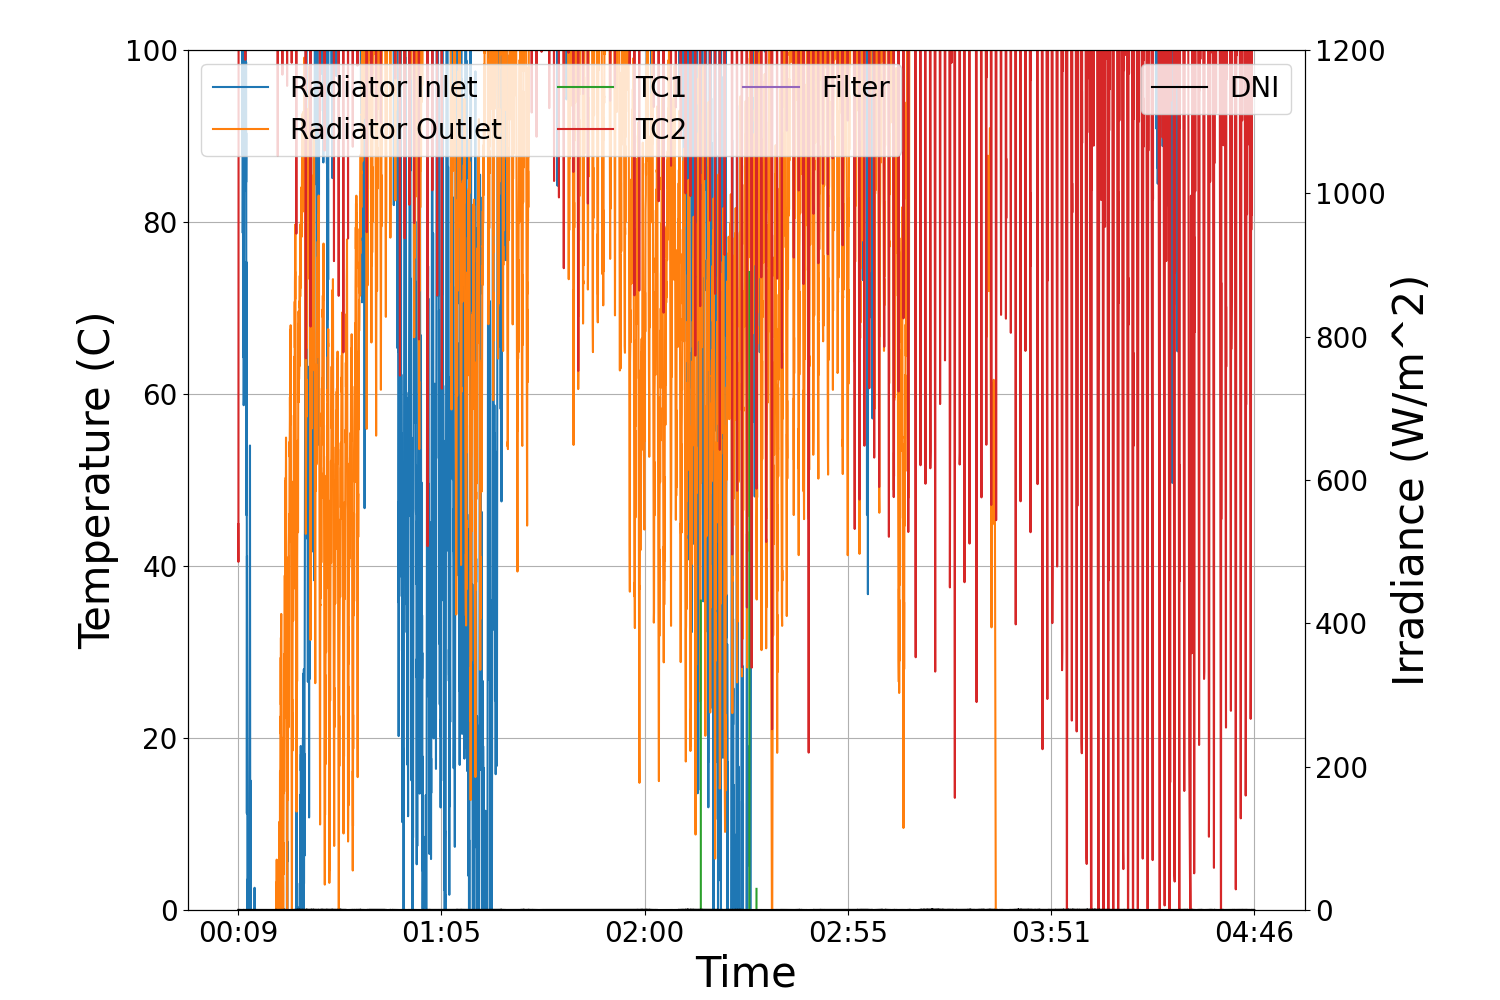 100
80
60
40
20
0
Temperature (C)
Radiator Inlet
Radiator Outlet
TC1
TC2
Filter
DNI
1200
1000
800
600
400
200
0
Irradiance (W/m^2)
00:09
01:05
02:00
02:55
03:51
04:46
Time